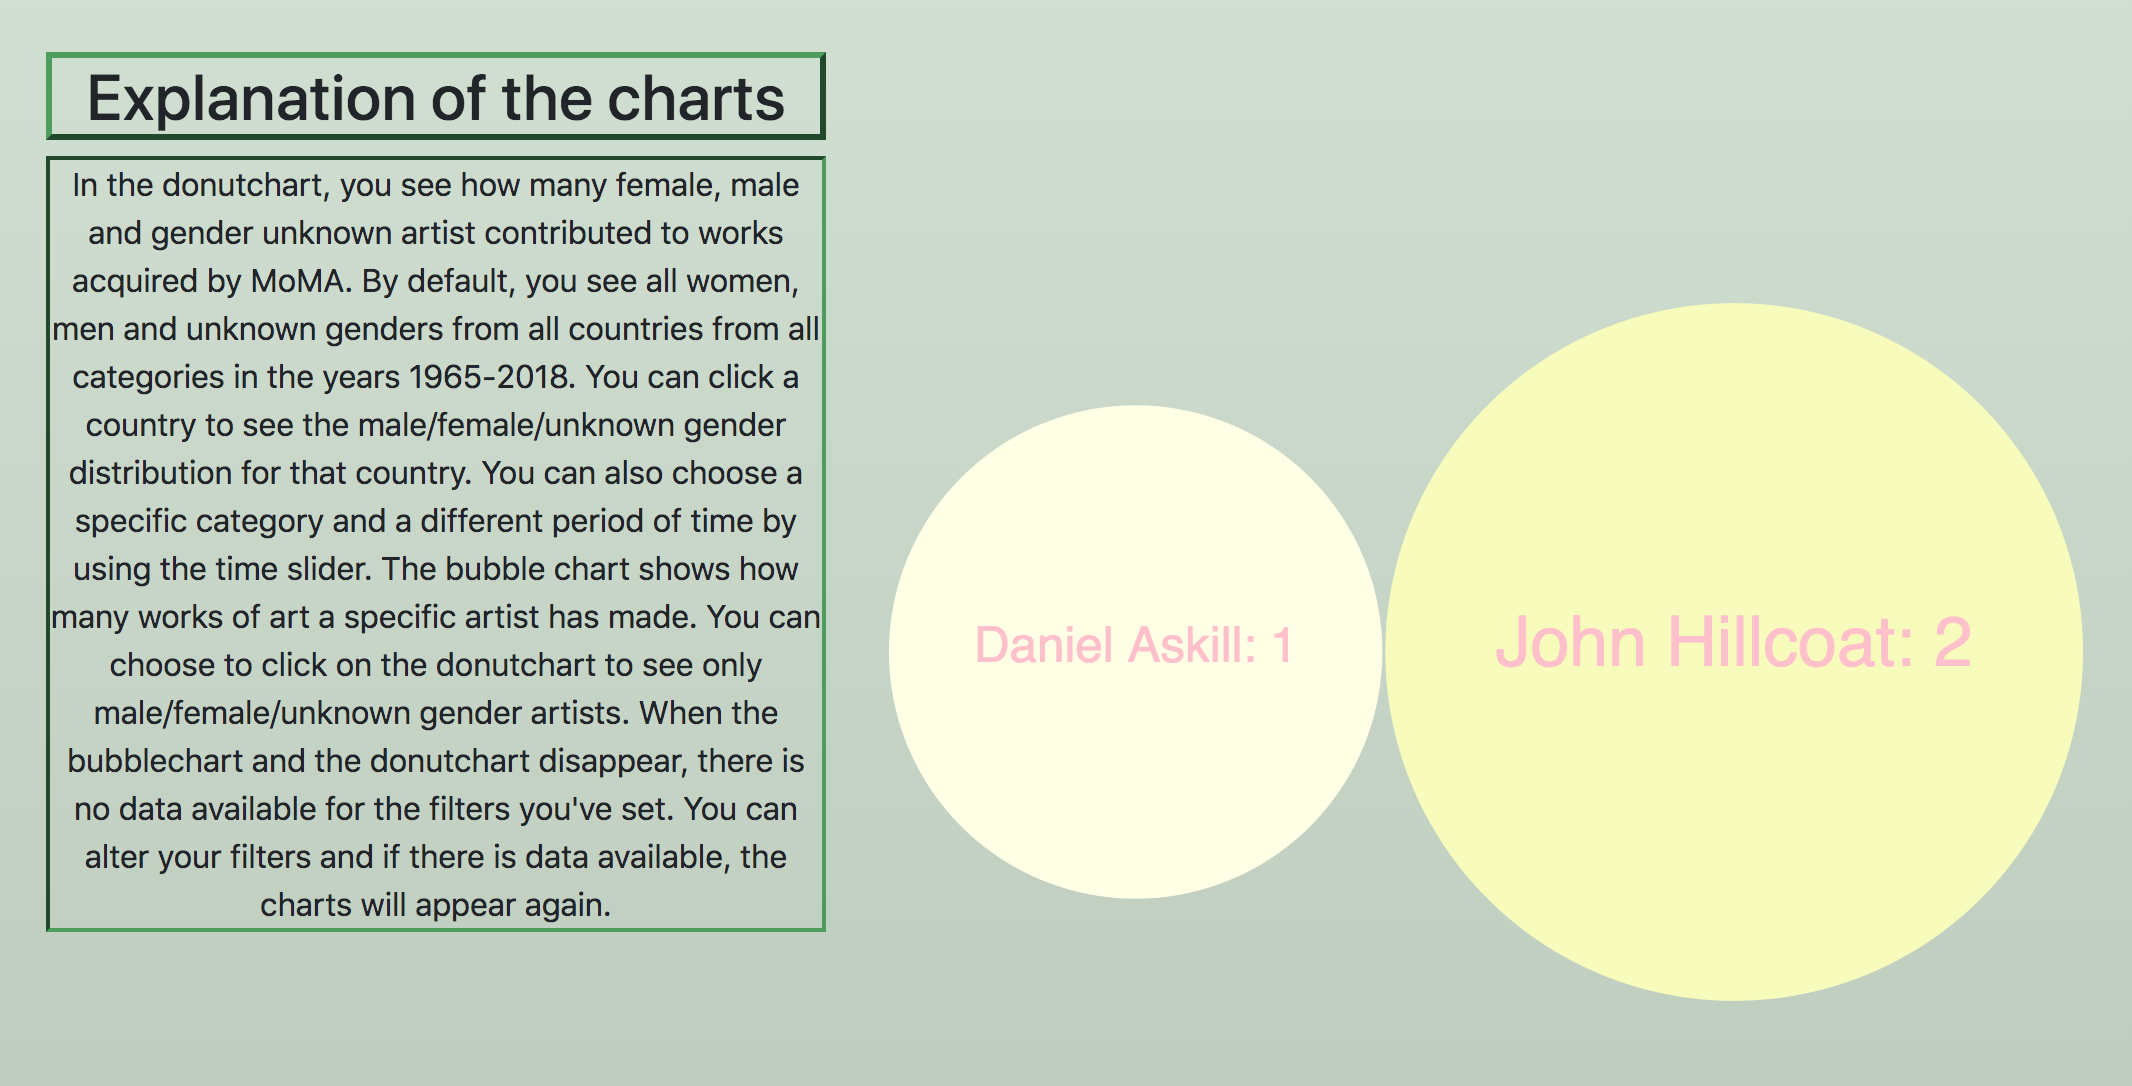 Explanation of the charts
In the donutchart, you see how many female, male
and gender unknown artist contributed to works
acquired by MoMA. By default, you see all women,
men and unknown genders from all countries from all
categories in the years 1965-2018. You can click a
country to see the male/female/unknown gender
distribution for that country. You can also choose a
specific category and a different period of time by
using the time slider. The bubble chart shows how
many works of art a specific artist has made. You can
choose to click on the donutchart to see only
male/female/unknown gender artists. When the
bubblechart and the donutchart disappear, there is
no data available for the filters you've set. You can
alter your filters and if there is data available, the
charts will appear again.
Daniel Askill: 1
John Hillcoat: 2